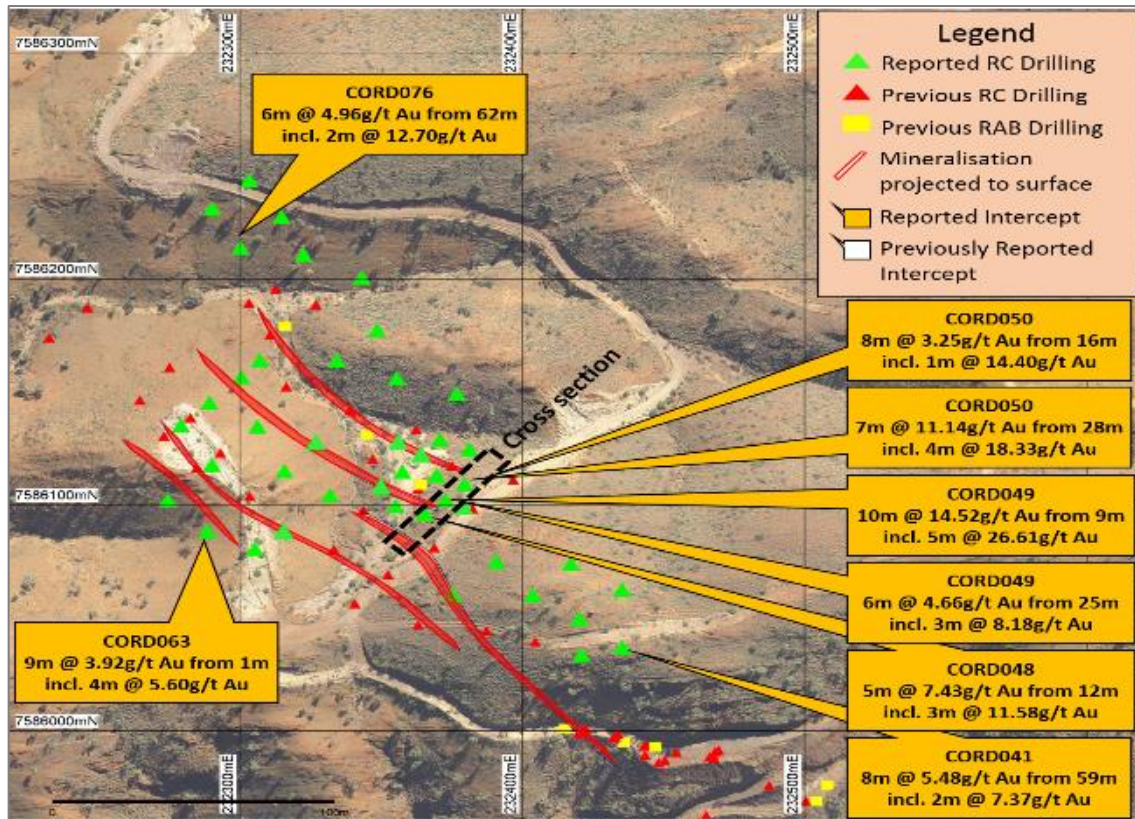 7586300mN
232300mE
232400mE
232500mE
Legend
Reported RC Drilling
Previous RC Drilling
Previous RAB Drilling
Mineralisation
projected to surface
Reported Intercept
Previously Reported
Intercept
CORD076
6m @ 4.96g/t Au from 62m
incl. 2m @ 12.70g/t Au
7586200mN
CORD050
8m @ 3.25g/t Au from 16m
incl. 1m @ 14.40g/t Au
Cross section
CORD050
7m @ 11.14g/t Au from 28m
incl. 4m @ 18.33g/t Au
7586100mN
CORD049
10m @ 14.52g/t Au from 9m
incl. 5m @ 26.61g/t Au
CORD049
6m @ 4.66g/t Au from 25m
incl. 3m @ 8.18g/t Au
CORD063
9m @ 3.92g/t Au from 1m
incl. 4m @ 5.60g/t Au
CORD048
5m @ 7.43g/t Au from 12m
incl. 3m @ 11.58g/t Au
7586000mN
CORD041
8m @ 5.48g/t Au from 59m
incl. 2m @ 7.37g/t Au
232300mE
232400mE
232500mE
0
100m